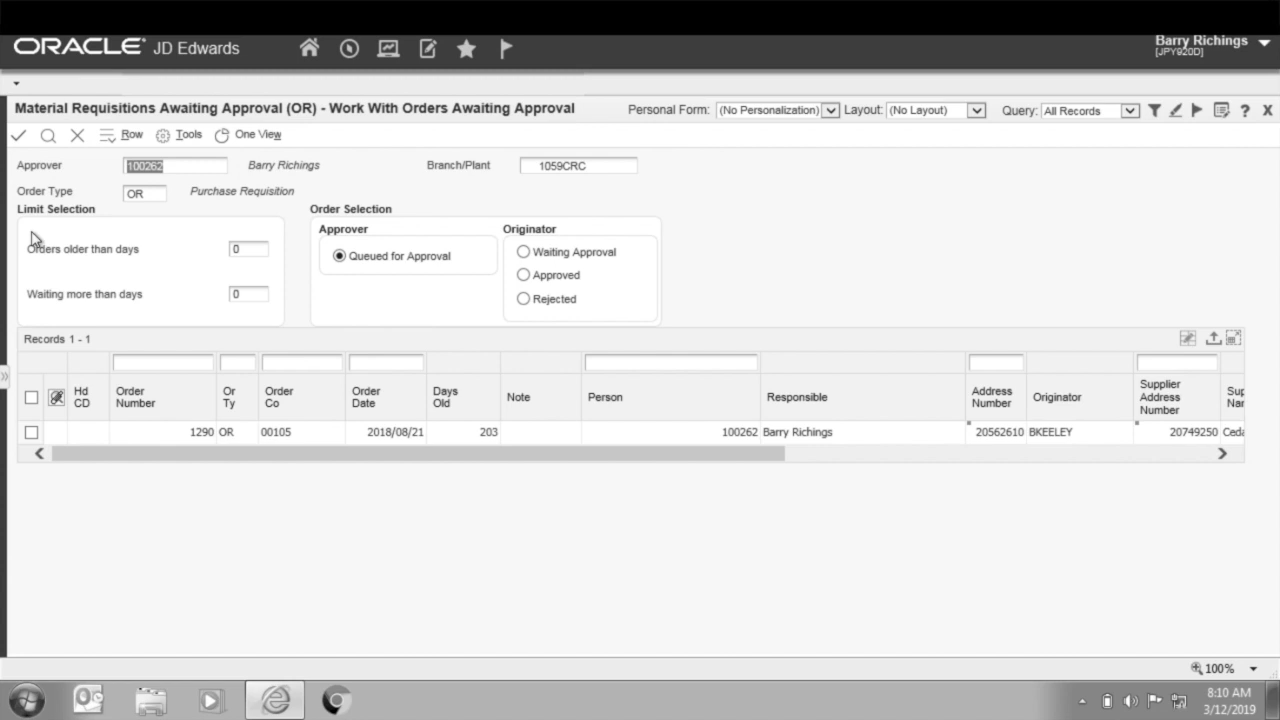 ORACLE JD Edwards
Barry Richings
[JPY920D]
Material Requisitions Awaiting Approval (OR) - Work With Orders Awaiting Approval
Personal Form: (No Personalization) Layout: (No Layout) Query: All Records
Row Tools One View
Approver 100262 Barry Richings Branch/Plant 1059CRC
Order Type OR Purchase Requisition
Limit Selection Order Selection
Approver Originator
Orders older than days 0 Queued for Approval Waiting Approval
Approved
Waiting more than days 0 Rejected
Records 1 - 1
Hd CD Order Number Or Ty Order Co Order Date Days Old Note Person Responsible Address Number Originator Supplier Address Number Sup Nar
1290 OR 00105 2018/08/21 203 100262 Barry Richings 20562610 BKEELEY 20749250 Ceda
100%
8:10 AM
3/12/2019